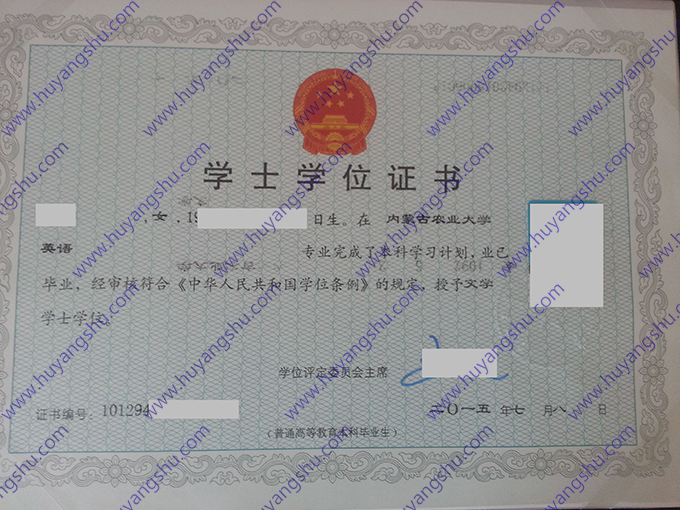 学士学位证书
，女，19 日生。在 内蒙古农业大学
英语 专业完成了本科学习计划，业已
毕业，经审核符合《中华人民共和国学位条例》的规定，授予文学
学士学位。
学位评定委员会主席
证书编号：101294 二〇一五年七月八日
（普通高等教育本科毕业生）
www.huyangshu.com